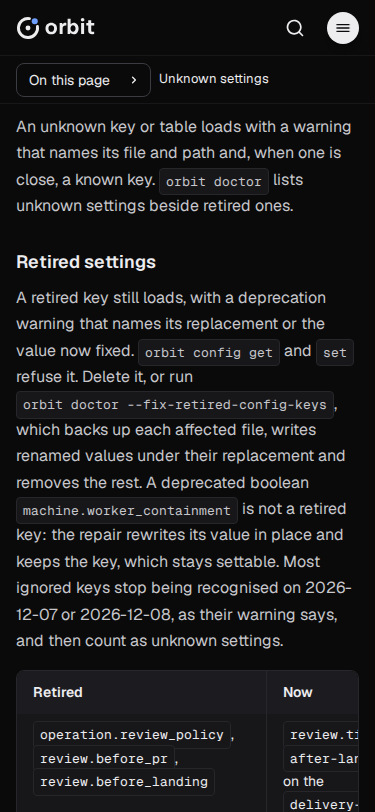 orbit
On this page
Unknown settings
An unknown key or table loads with a warning
that names its file and path and, when one is
close, a known key. orbit doctor lists
unknown settings beside retired ones.
Retired settings
A retired key still loads, with a deprecation
warning that names its replacement or the
value now fixed. orbit config get and set
refuse it. Delete it, or run
orbit doctor --fix-retired-config-keys,
which backs up each affected file, writes
renamed values under their replacement and
removes the rest. A deprecated boolean
machine.worker_containment is not a retired
key: the repair rewrites its value in place and
keeps the key, which stays settable. Most
ignored keys stop being recognised on 2026-
12-07 or 2026-12-08, as their warning says,
and then count as unknown settings.
Retired Now
operation.review_policy, review.ti
review.before_pr, after-lan
review.before_landing on the
delivery-